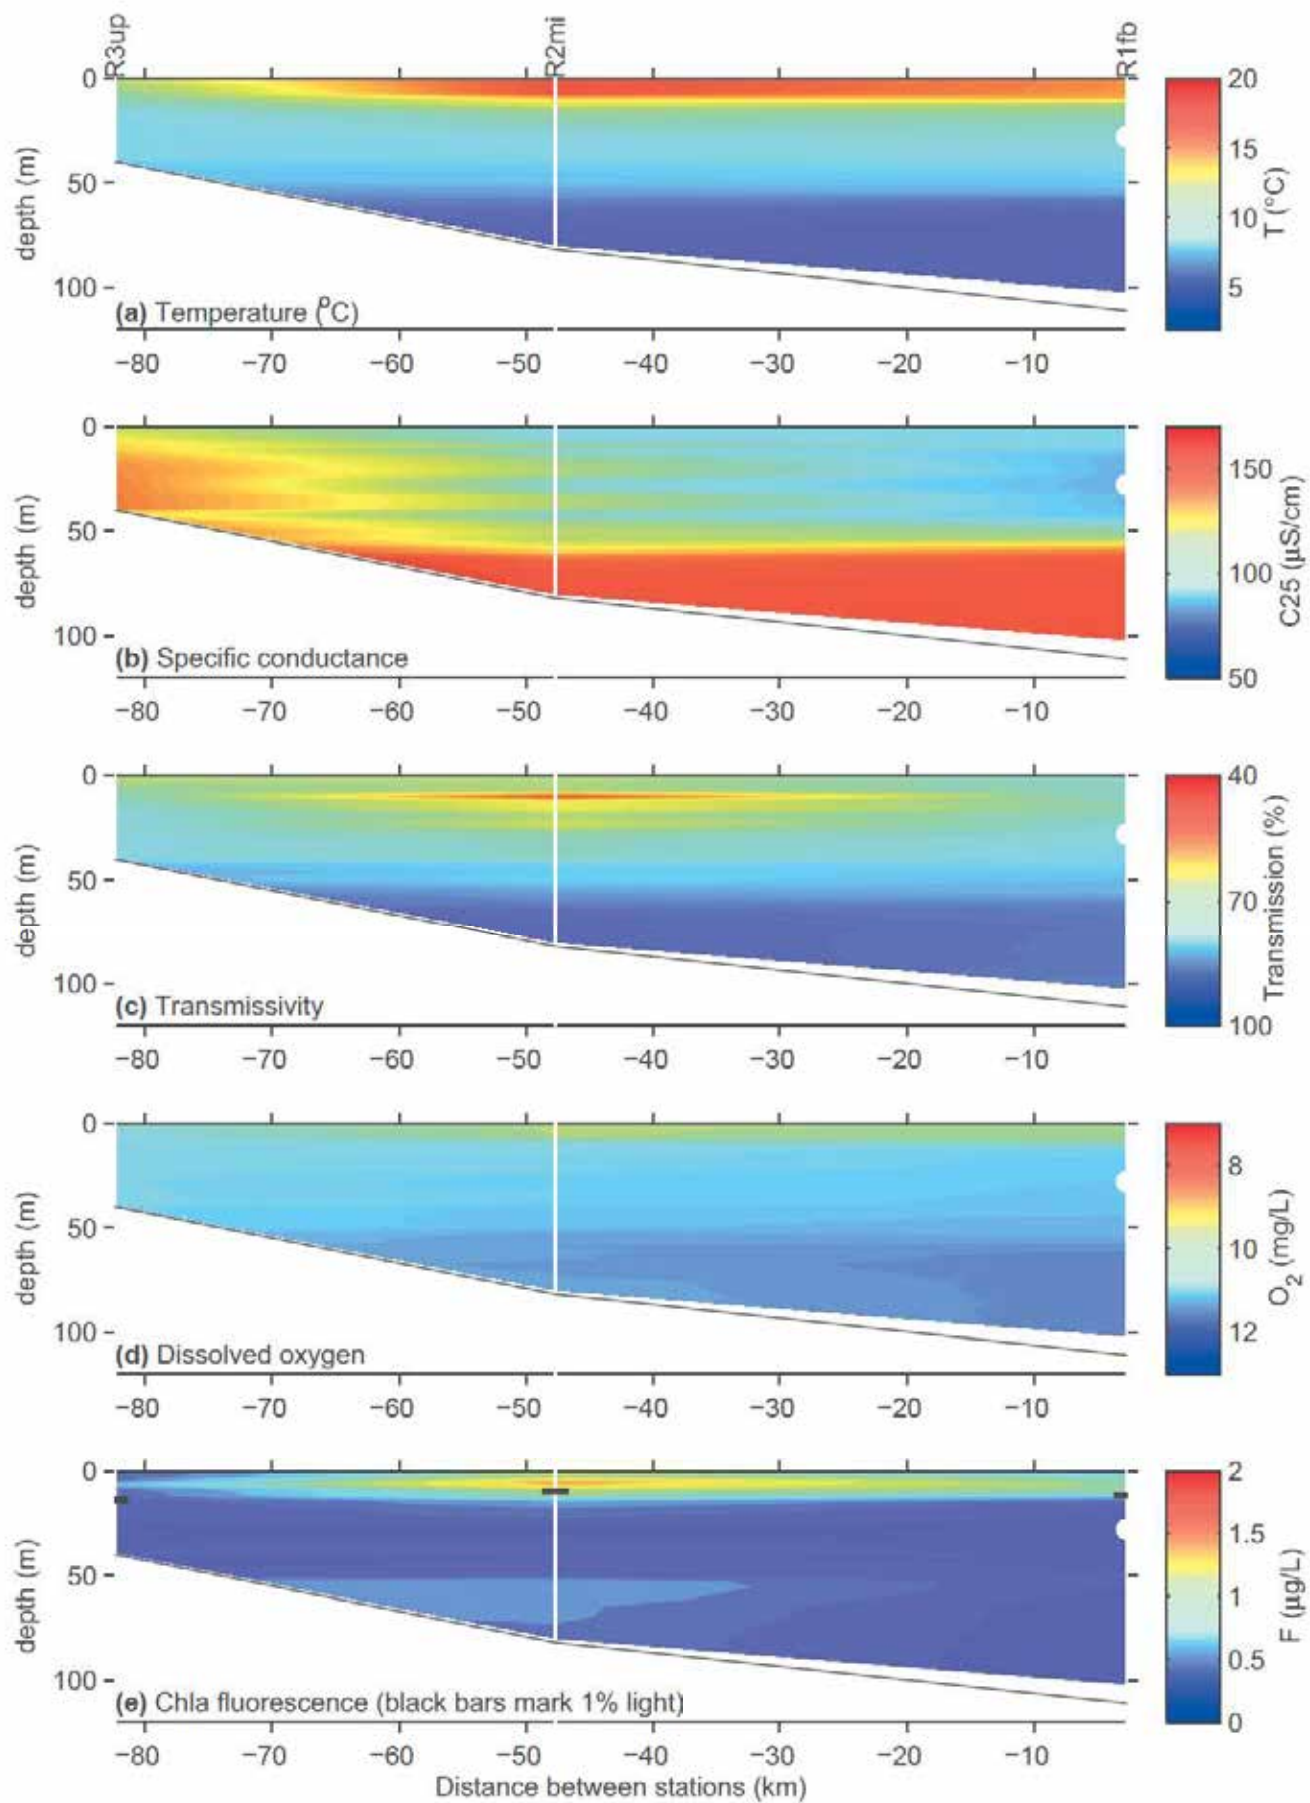 R3up R2mi R1fb
0 20
50 15
100 10
5
depth (m)
T (°C)
(a) Temperature (°C)
−80 −70 −60 −50 −40 −30 −20 −10
0
50 150
100 100
50
depth (m)
C25 (µS/cm)
(b) Specific conductance
−80 −70 −60 −50 −40 −30 −20 −10
0 40
50 70
100 100
depth (m)
Transmission (%)
(c) Transmissivity
−80 −70 −60 −50 −40 −30 −20 −10
0 8
50 10
100 12
depth (m)
O2 (mg/L)
(d) Dissolved oxygen
−80 −70 −60 −50 −40 −30 −20 −10
0 2
1.5
50 1
0.5
100 0
depth (m)
F (µg/L)
(e) Chla fluorescence (black bars mark 1% light)
−80 −70 −60 −50 −40 −30 −20 −10
Distance between stations (km)